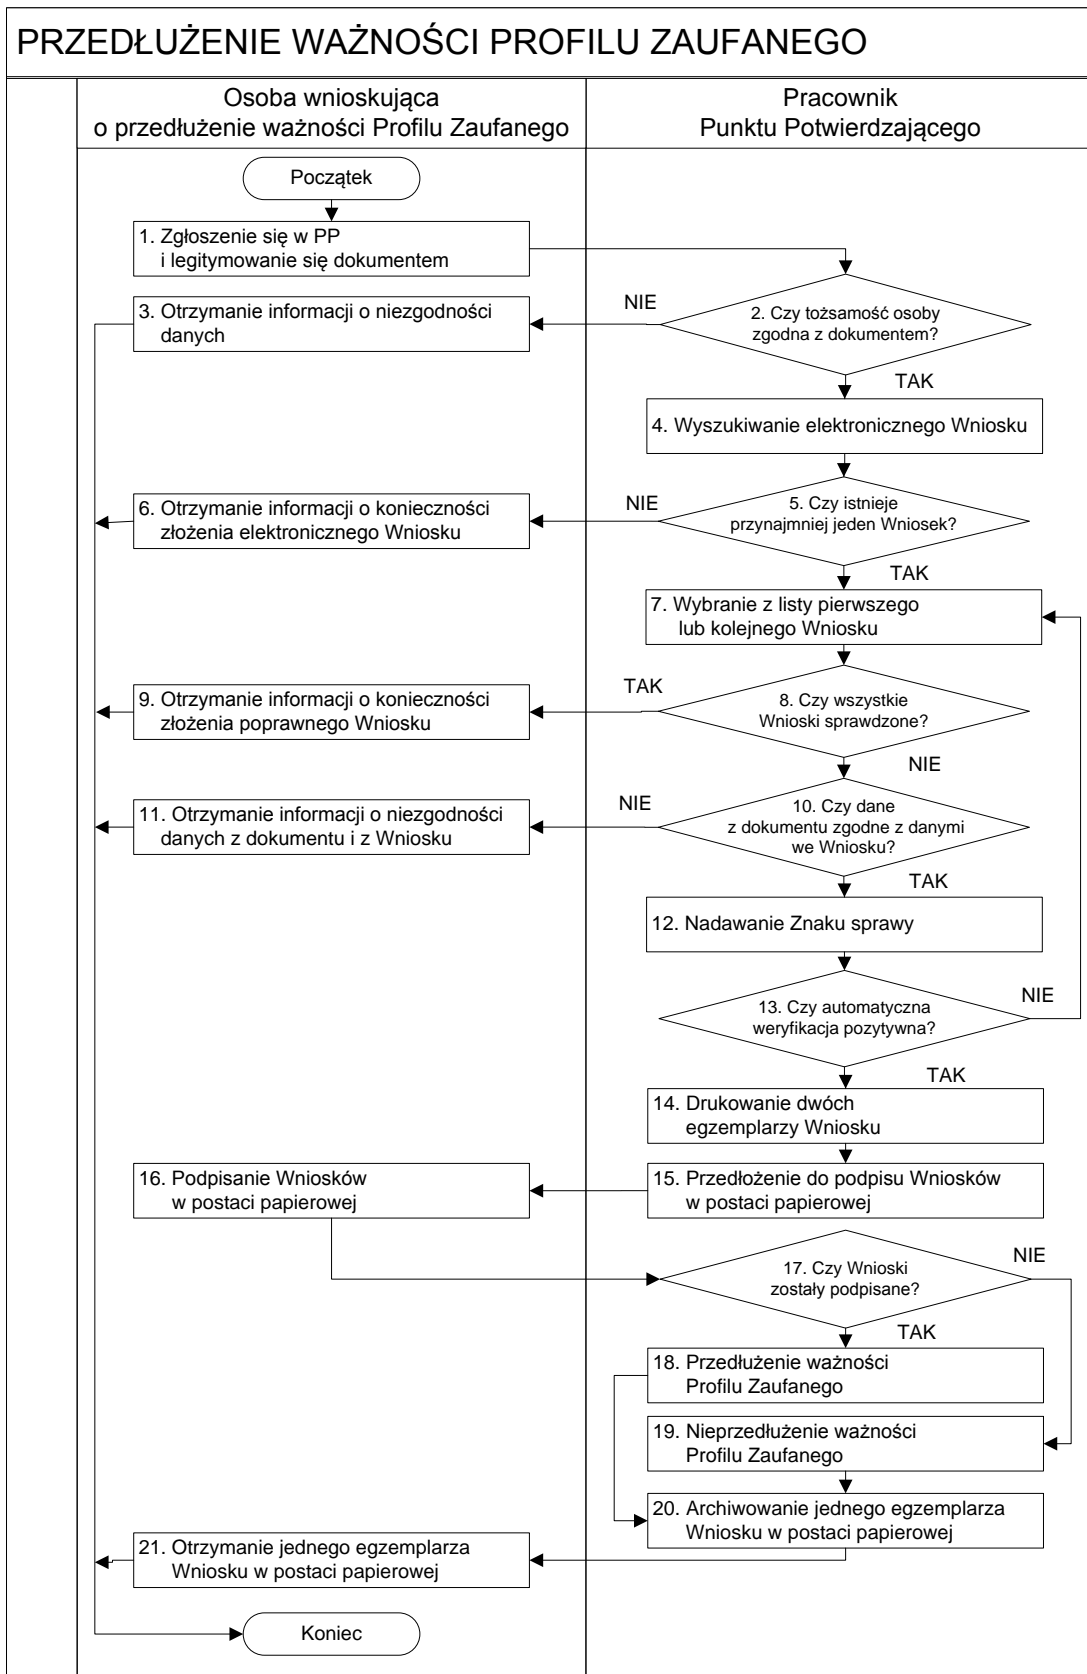 PRZEDŁUŻENIE WAŻNOŚCI PROFILU ZAUFANEGO
Osoba wnioskująca
o przedłużenie ważności Profilu Zaufanego
Pracownik
Punktu Potwierdzającego
Początek
1. Zgłoszenie się w PP
i legitymowanie się dokumentem
2. Czy tożsamość osoby
zgodna z dokumentem?
NIE
3. Otrzymanie informacji o niezgodności
danych
TAK
4. Wyszukiwanie elektronicznego Wniosku
5. Czy istnieje
przynajmniej jeden Wniosek?
NIE
6. Otrzymanie informacji o konieczności
złożenia elektronicznego Wniosku
TAK
7. Wybranie z listy pierwszego
lub kolejnego Wniosku
8. Czy wszystkie
Wnioski sprawdzone?
TAK
9. Otrzymanie informacji o konieczności
złożenia poprawnego Wniosku
NIE
10. Czy dane
z dokumentu zgodne z danymi
we Wniosku?
NIE
11. Otrzymanie informacji o niezgodności
danych z dokumentu i z Wniosku
TAK
12. Nadawanie Znaku sprawy
13. Czy automatyczna
weryfikacja pozytywna?
NIE
TAK
14. Drukowanie dwóch
egzemplarzy Wniosku
15. Przedłożenie do podpisu Wniosków
w postaci papierowej
16. Podpisanie Wniosków
w postaci papierowej
17. Czy Wnioski
zostały podpisane?
NIE
TAK
18. Przedłużenie ważności
Profilu Zaufanego
19. Nieprzedłużenie ważności
Profilu Zaufanego
20. Archiwowanie jednego egzemplarza
Wniosku w postaci papierowej
21. Otrzymanie jednego egzemplarza
Wniosku w postaci papierowej
Koniec